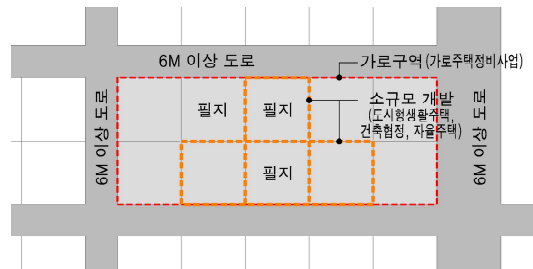 6M 이상 도로
가로구역 (가로주택정비사업)
6M 이상 도로
필지
필지
소규모 개발
(도시형생활주택,
건축협정, 자율주택)
6M 이상 도로
필지